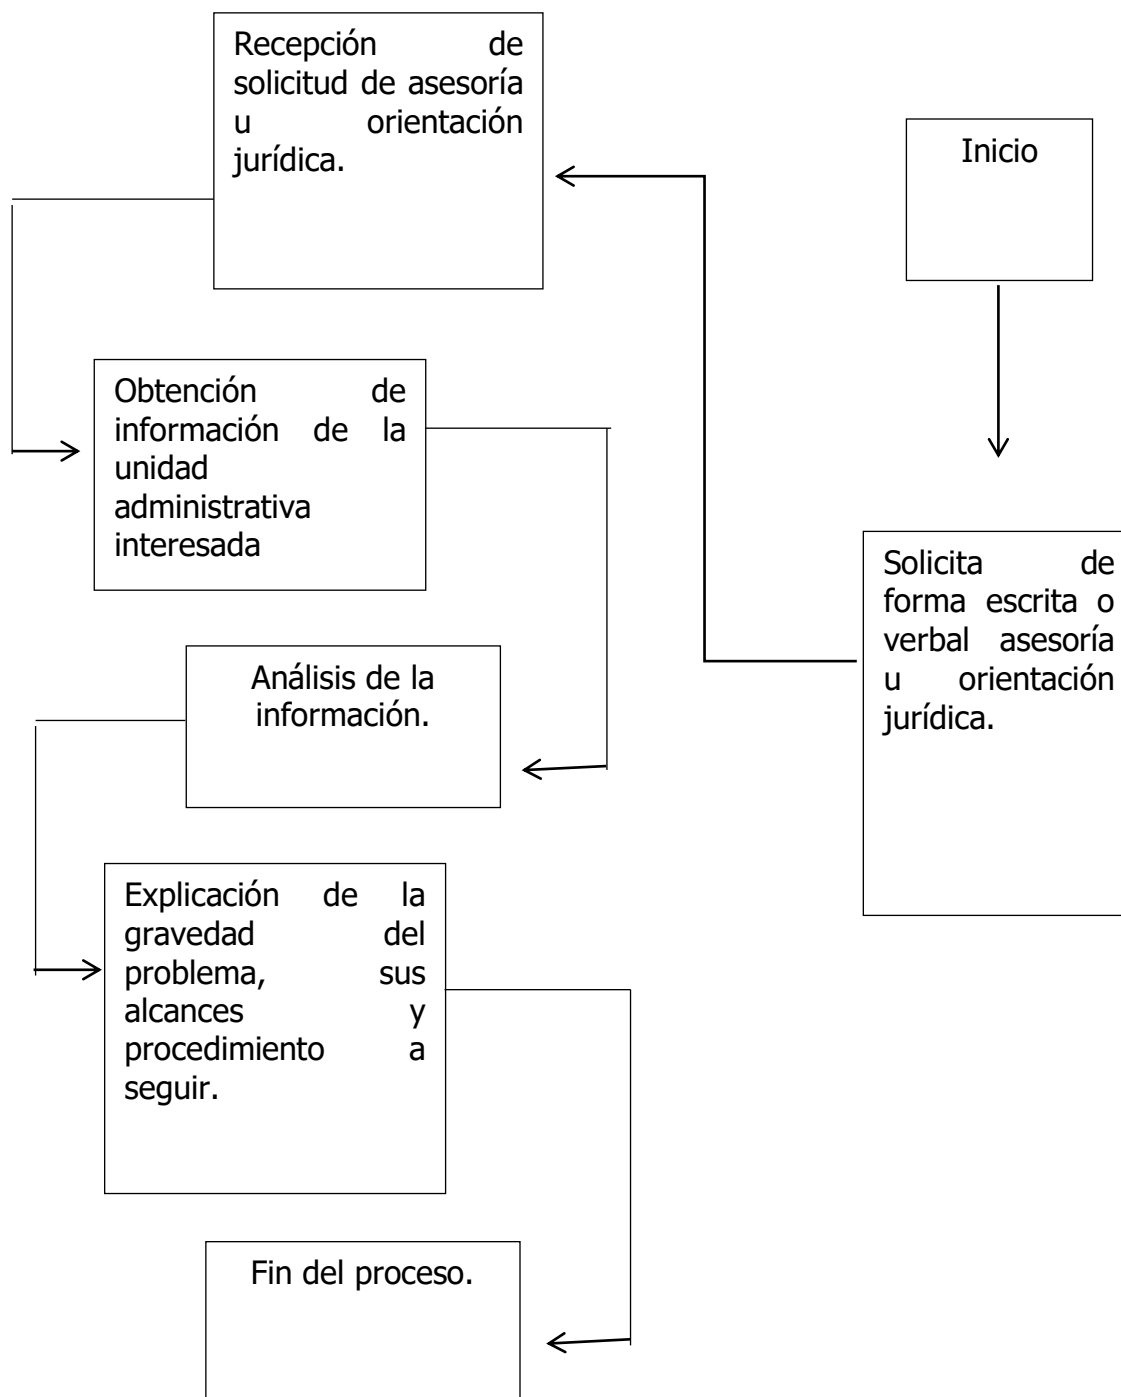 Inicio
Solicita de
forma escrita o
verbal asesoría
u orientación
jurídica.
Recepción de
solicitud de asesoría
u orientación
jurídica.
Obtención de
información de la
unidad
administrativa
interesada
Análisis de la
información.
Explicación de la
gravedad del
problema, sus
alcances y
procedimiento a
seguir.
Fin del proceso.